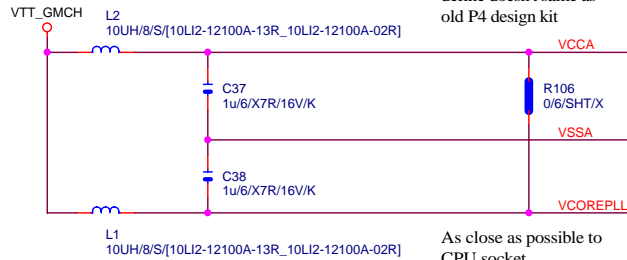 define doesn't same as
old P4 design kit
VTT_GMCH
L2
10UH/8/S/[10LI2-12100A-13R_10LI2-12100A-02R]
VCCA
C37
1u/6/X7R/16V/K
R106
0/6/SHT/X
VSSA
C38
1u/6/X7R/16V/K
VCOREPLL
L1
10UH/8/S/[10LI2-12100A-13R_10LI2-12100A-02R]
As close as possible to
CPU socket